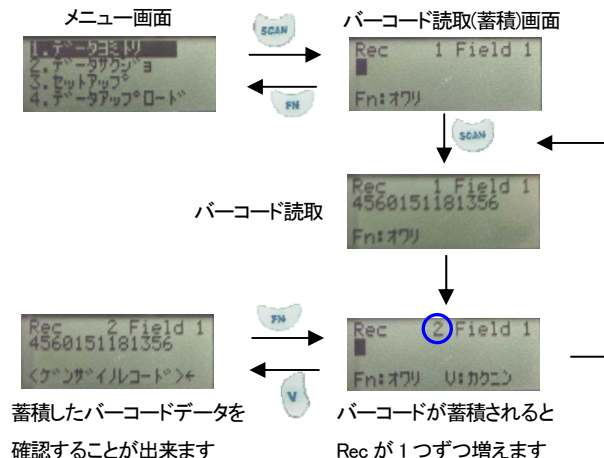 メニュー画面
SCAN
バーコード読取(蓄積)画面
1.データヨミトリ
2.データサクジョ
3.セットアップ
4.データアップロード
FN
Rec 1 Field 1
Fn:オワリ
SCAN
バーコード読取
Rec 1 Field 1
4560151181356
Fn:オワリ
Rec 2 Field 1
4560151181356
<ゲンザイノレコード>←
FN
V
Rec 2 Field 1
Fn:オワリ V:カクニン
蓄積したバーコードデータを
確認することが出来ます
バーコードが蓄積されると
Rec が 1 つずつ増えます